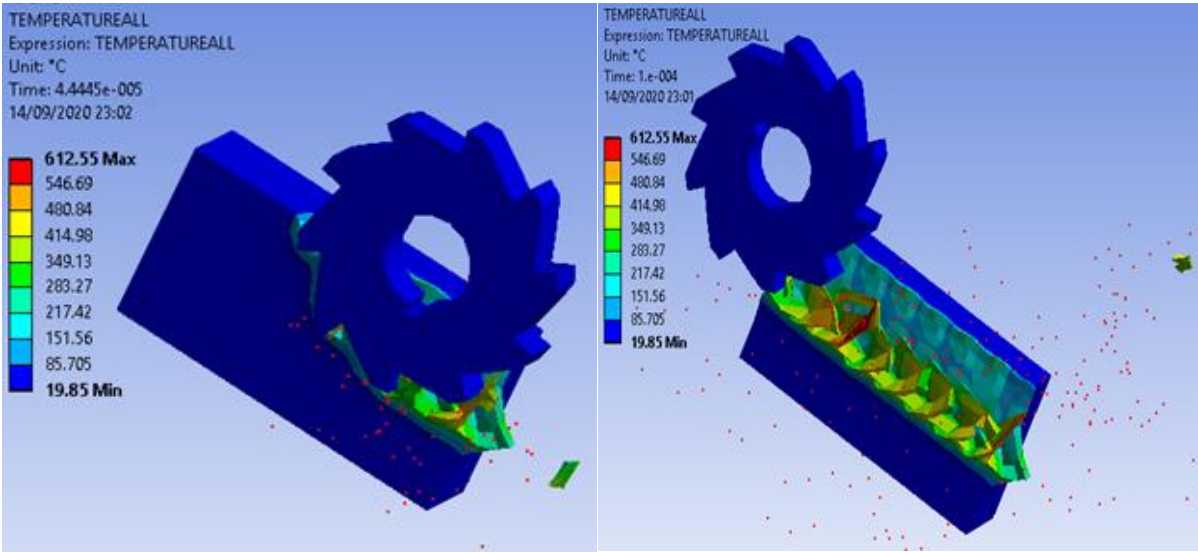 TEMPERATUREALL
Expression: TEMPERATUREALL
Unit: °C
Time: 4.4445e-005
14/09/2020 23:02
612.55 Max
546.69
480.84
414.98
349.13
283.27
217.42
151.56
85.705
19.85 Min
TEMPERATUREALL
Expression: TEMPERATUREALL
Unit: °C
Time: 1.e-004
14/09/2020 23:01
612.55 Max
546.69
480.84
414.98
349.13
283.27
217.42
151.56
85.705
19.85 Min